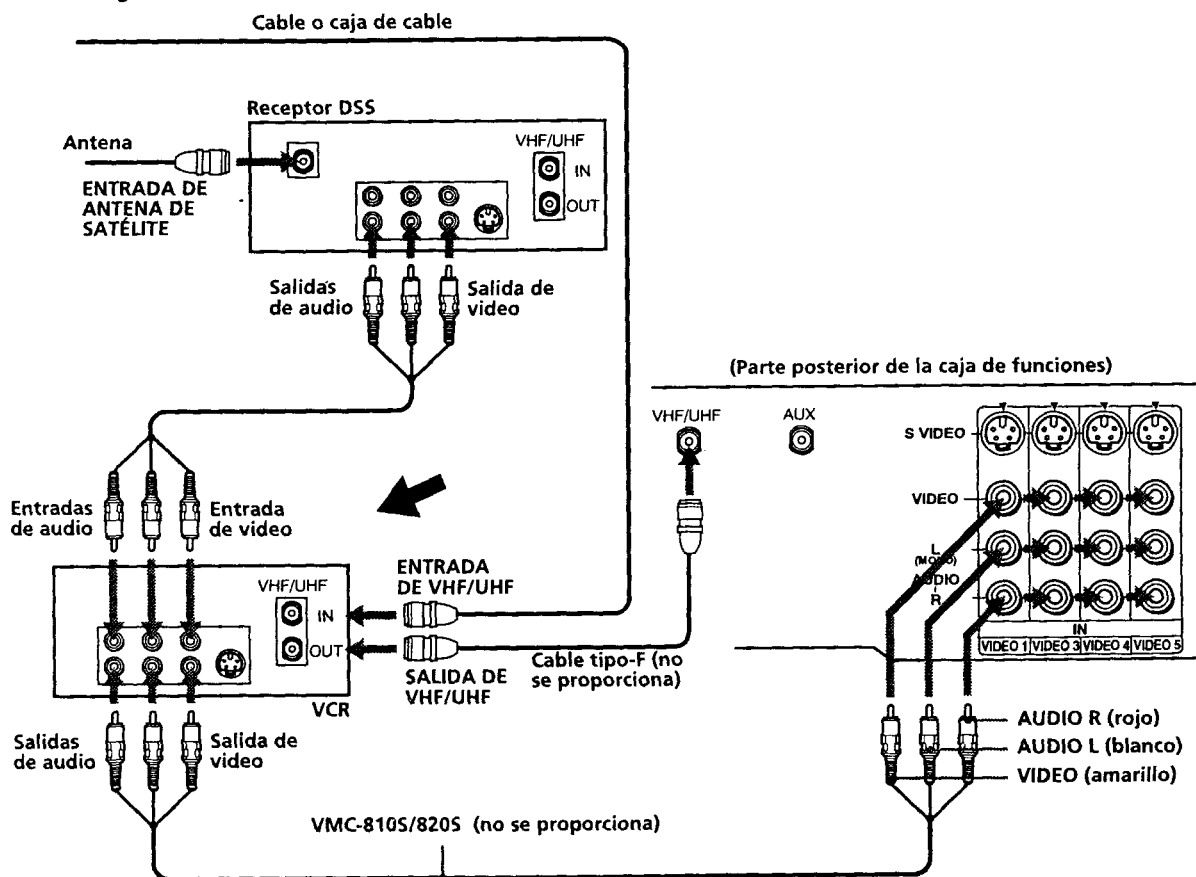 Cable o caja de cable
Receptor DSS
Antena
VHF/UHF
IN
OUT
ENTRADA DE
ANTENA DE
SATÉLITE
Salidas
de audio
Salida de
video
(Parte posterior de la caja de funciones)
VHF/UHF
AUX
S VIDEO
VIDEO
L
(MONO)
AUDIO
R
IN
VIDEO 1 VIDEO 3 VIDEO 4 VIDEO 5
Entradas
de audio
Entrada
de video
VHF/UHF
IN
OUT
ENTRADA
DE VHF/UHF
SALIDA DE
VHF/UHF
Cable tipo-F (no
se proporciona)
VCR
Salidas
de audio
Salida de
video
AUDIO R (rojo)
AUDIO L (blanco)
VIDEO (amarillo)
VMC-810S/820S (no se proporciona)